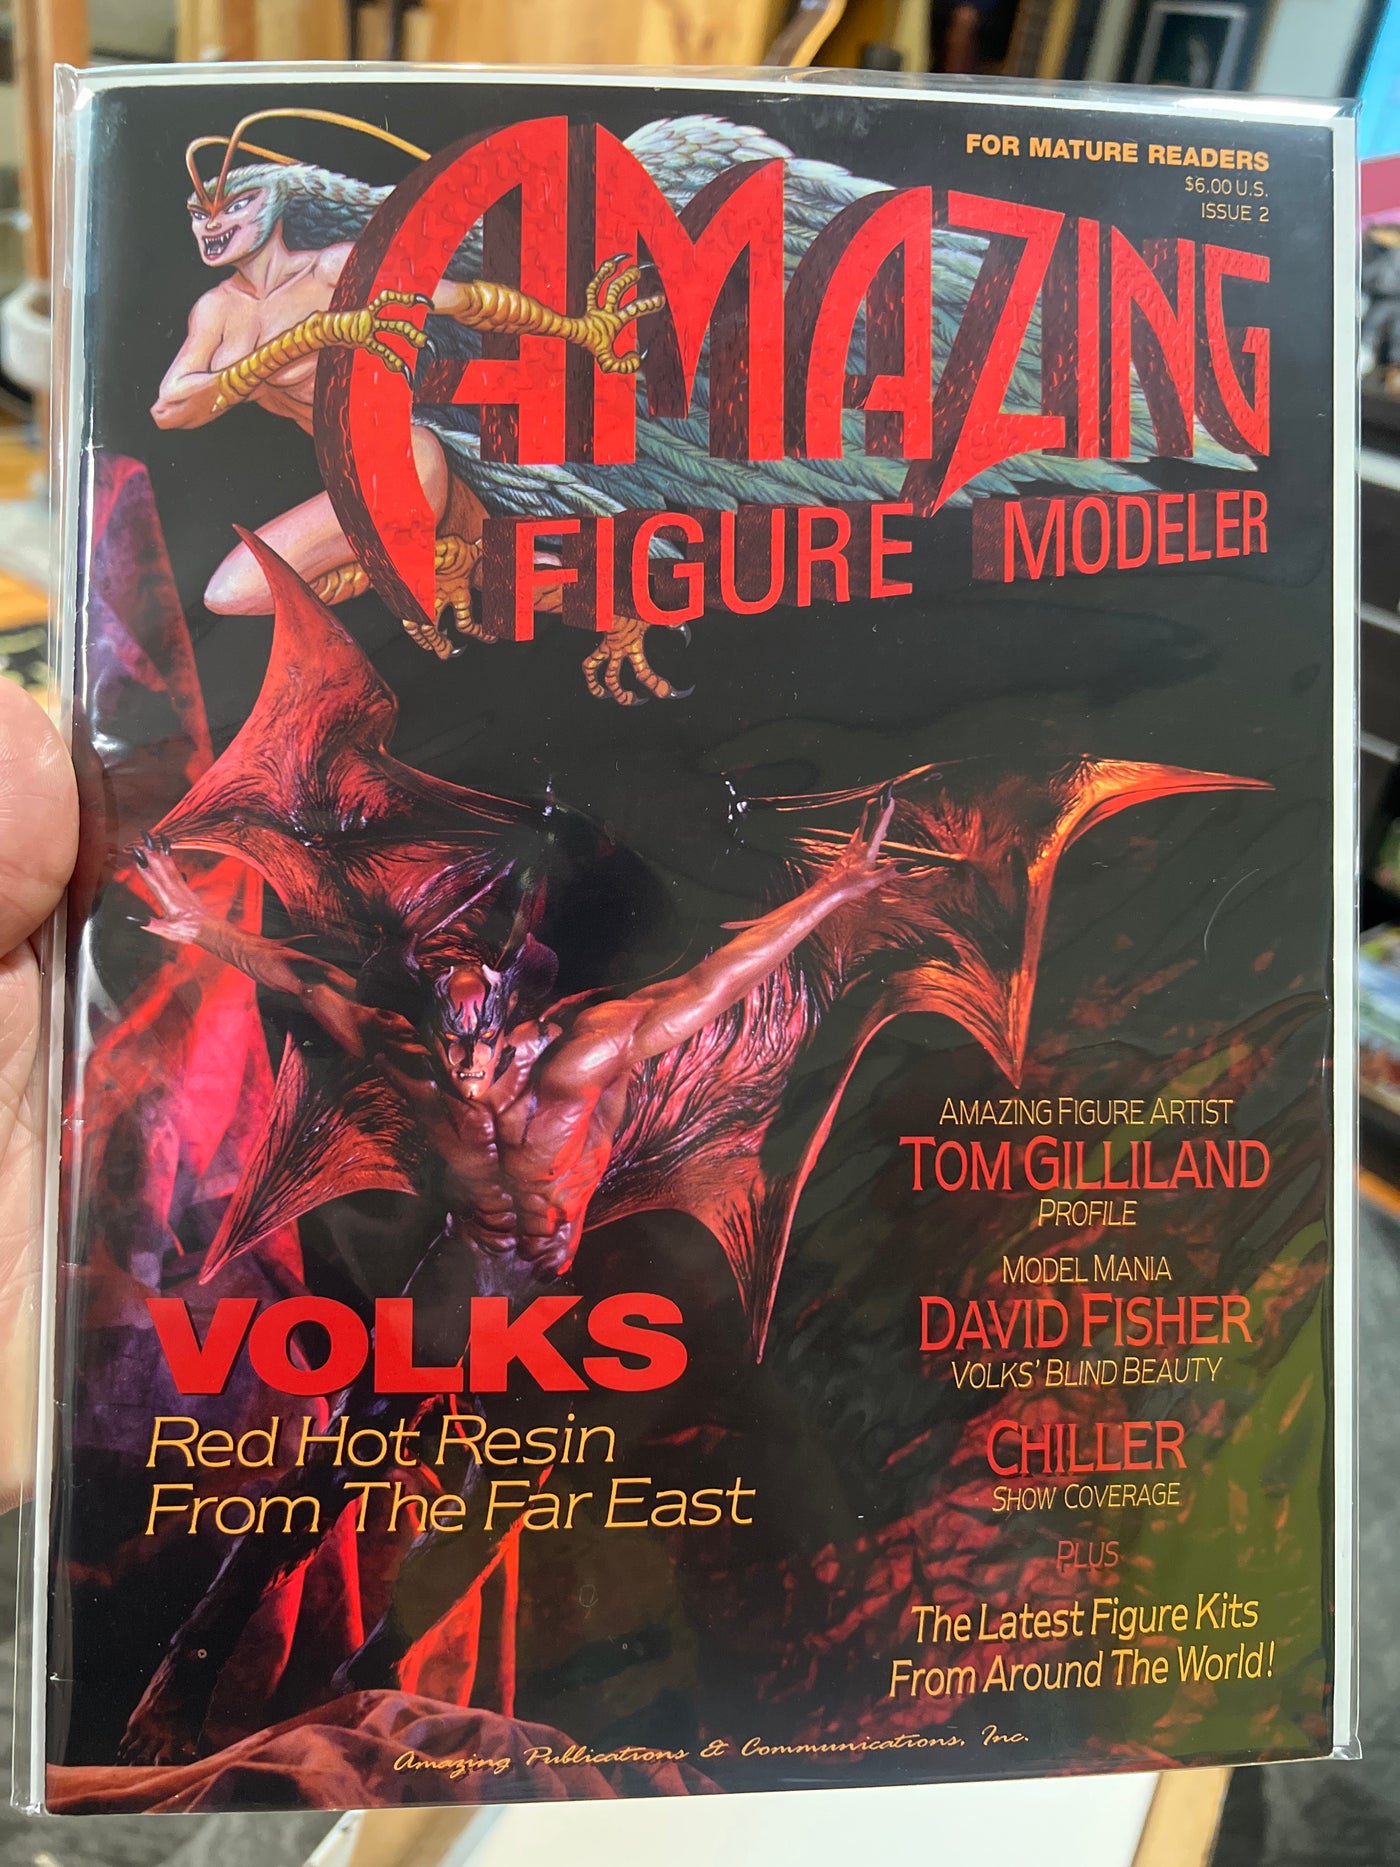 FOR MATURE READERS
$6.00 U.S.
ISSUE 2
AMAZING
FIGURE MODELER
AMAZING FIGURE ARTIST
TOM GILLILAND
PROFILE
MODEL MANIA
DAVID FISHER
VOLKS' BLIND BEAUTY
CHILLER
SHOW COVERAGE
PLUS
The Latest Figure Kits
From Around The World!
VOLKS
Red Hot Resin
From The Far East
Amazing Publications & Communications, Inc.